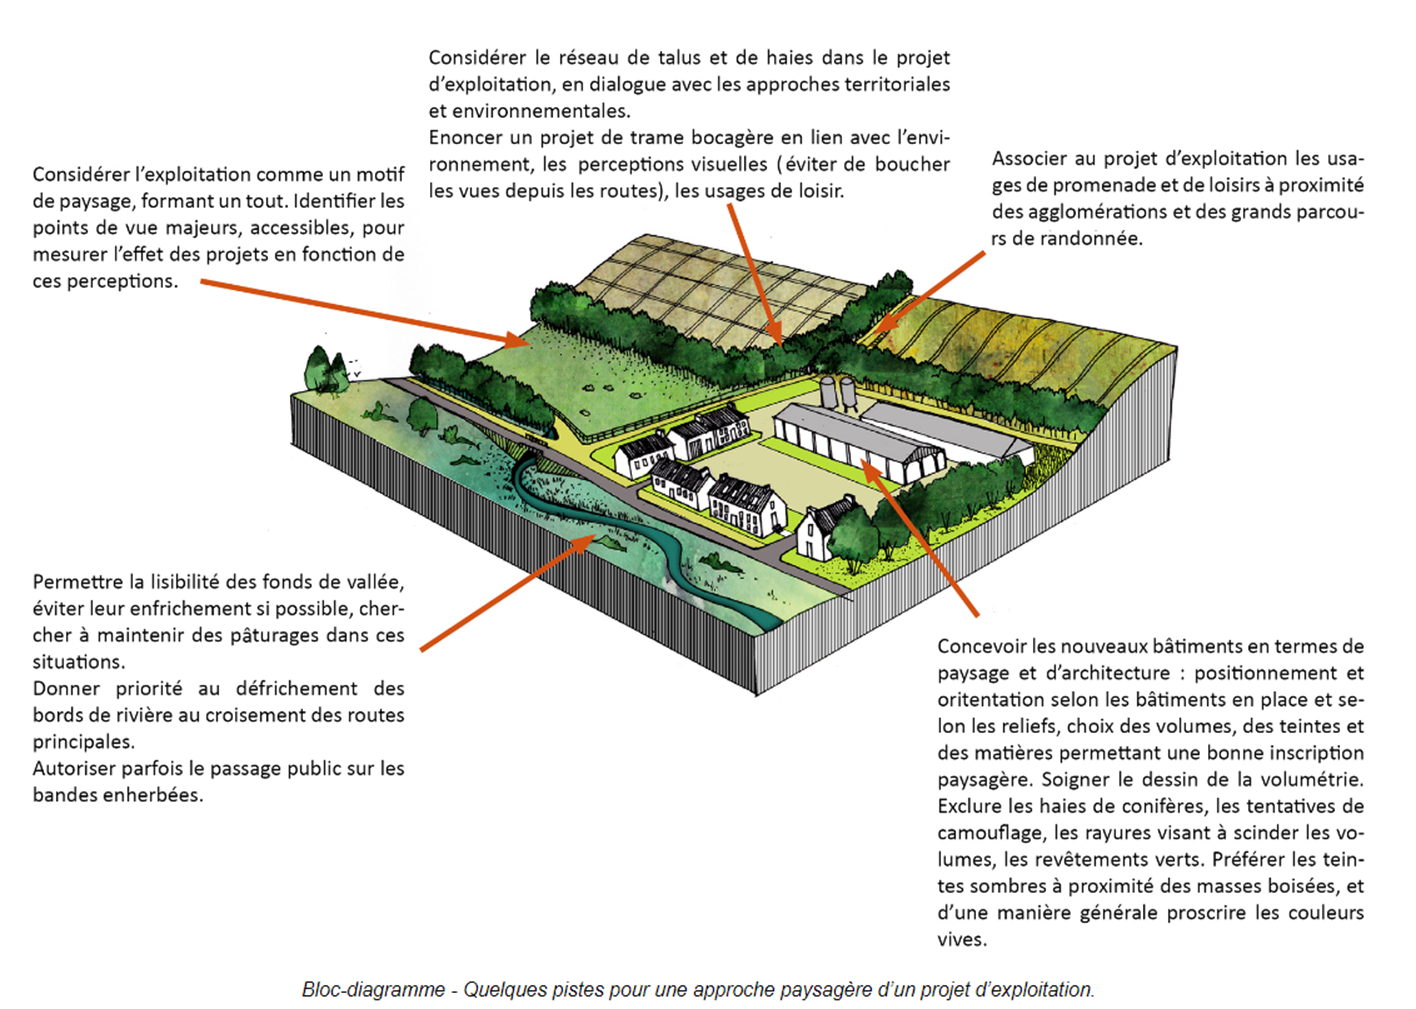 Considérer le réseau de talus et de haies dans le projet
d’exploitation, en dialogue avec les approches territoriales
et environnementales.
Enoncer un projet de trame bocagère en lien avec l’envi-
ronnement, les perceptions visuelles (éviter de boucher
les vues depuis les routes), les usages de loisir.
Considérer l’exploitation comme un motif
de paysage, formant un tout. Identifier les
points de vue majeurs, accessibles, pour
mesurer l’effet des projets en fonction de
ces perceptions.
Associer au projet d’exploitation les usa-
ges de promenade et de loisirs à proximité
des agglomérations et des grands parcou-
rs de randonnée.
Permettre la lisibilité des fonds de vallée,
éviter leur enfrichement si possible, cher-
cher à maintenir des pâturages dans ces
situations.
Donner priorité au défrichement des
bords de rivière au croisement des routes
principales.
Autoriser parfois le passage public sur les
bandes enherbées.
Concevoir les nouveaux bâtiments en termes de
paysage et d’architecture : positionnement et
oritentation selon les bâtiments en place et se-
lon les reliefs, choix des volumes, des teintes et
des matières permettant une bonne inscription
paysagère. Soigner le dessin de la volumétrie.
Exclure les haies de conifères, les tentatives de
camouflage, les rayures visant à scinder les vo-
lumes, les revêtements verts. Préférer les tein-
tes sombres à proximité des masses boisées, et
d’une manière générale proscrire les couleurs
vives.
Bloc-diagramme - Quelques pistes pour une approche paysagère d’un projet d’exploitation.